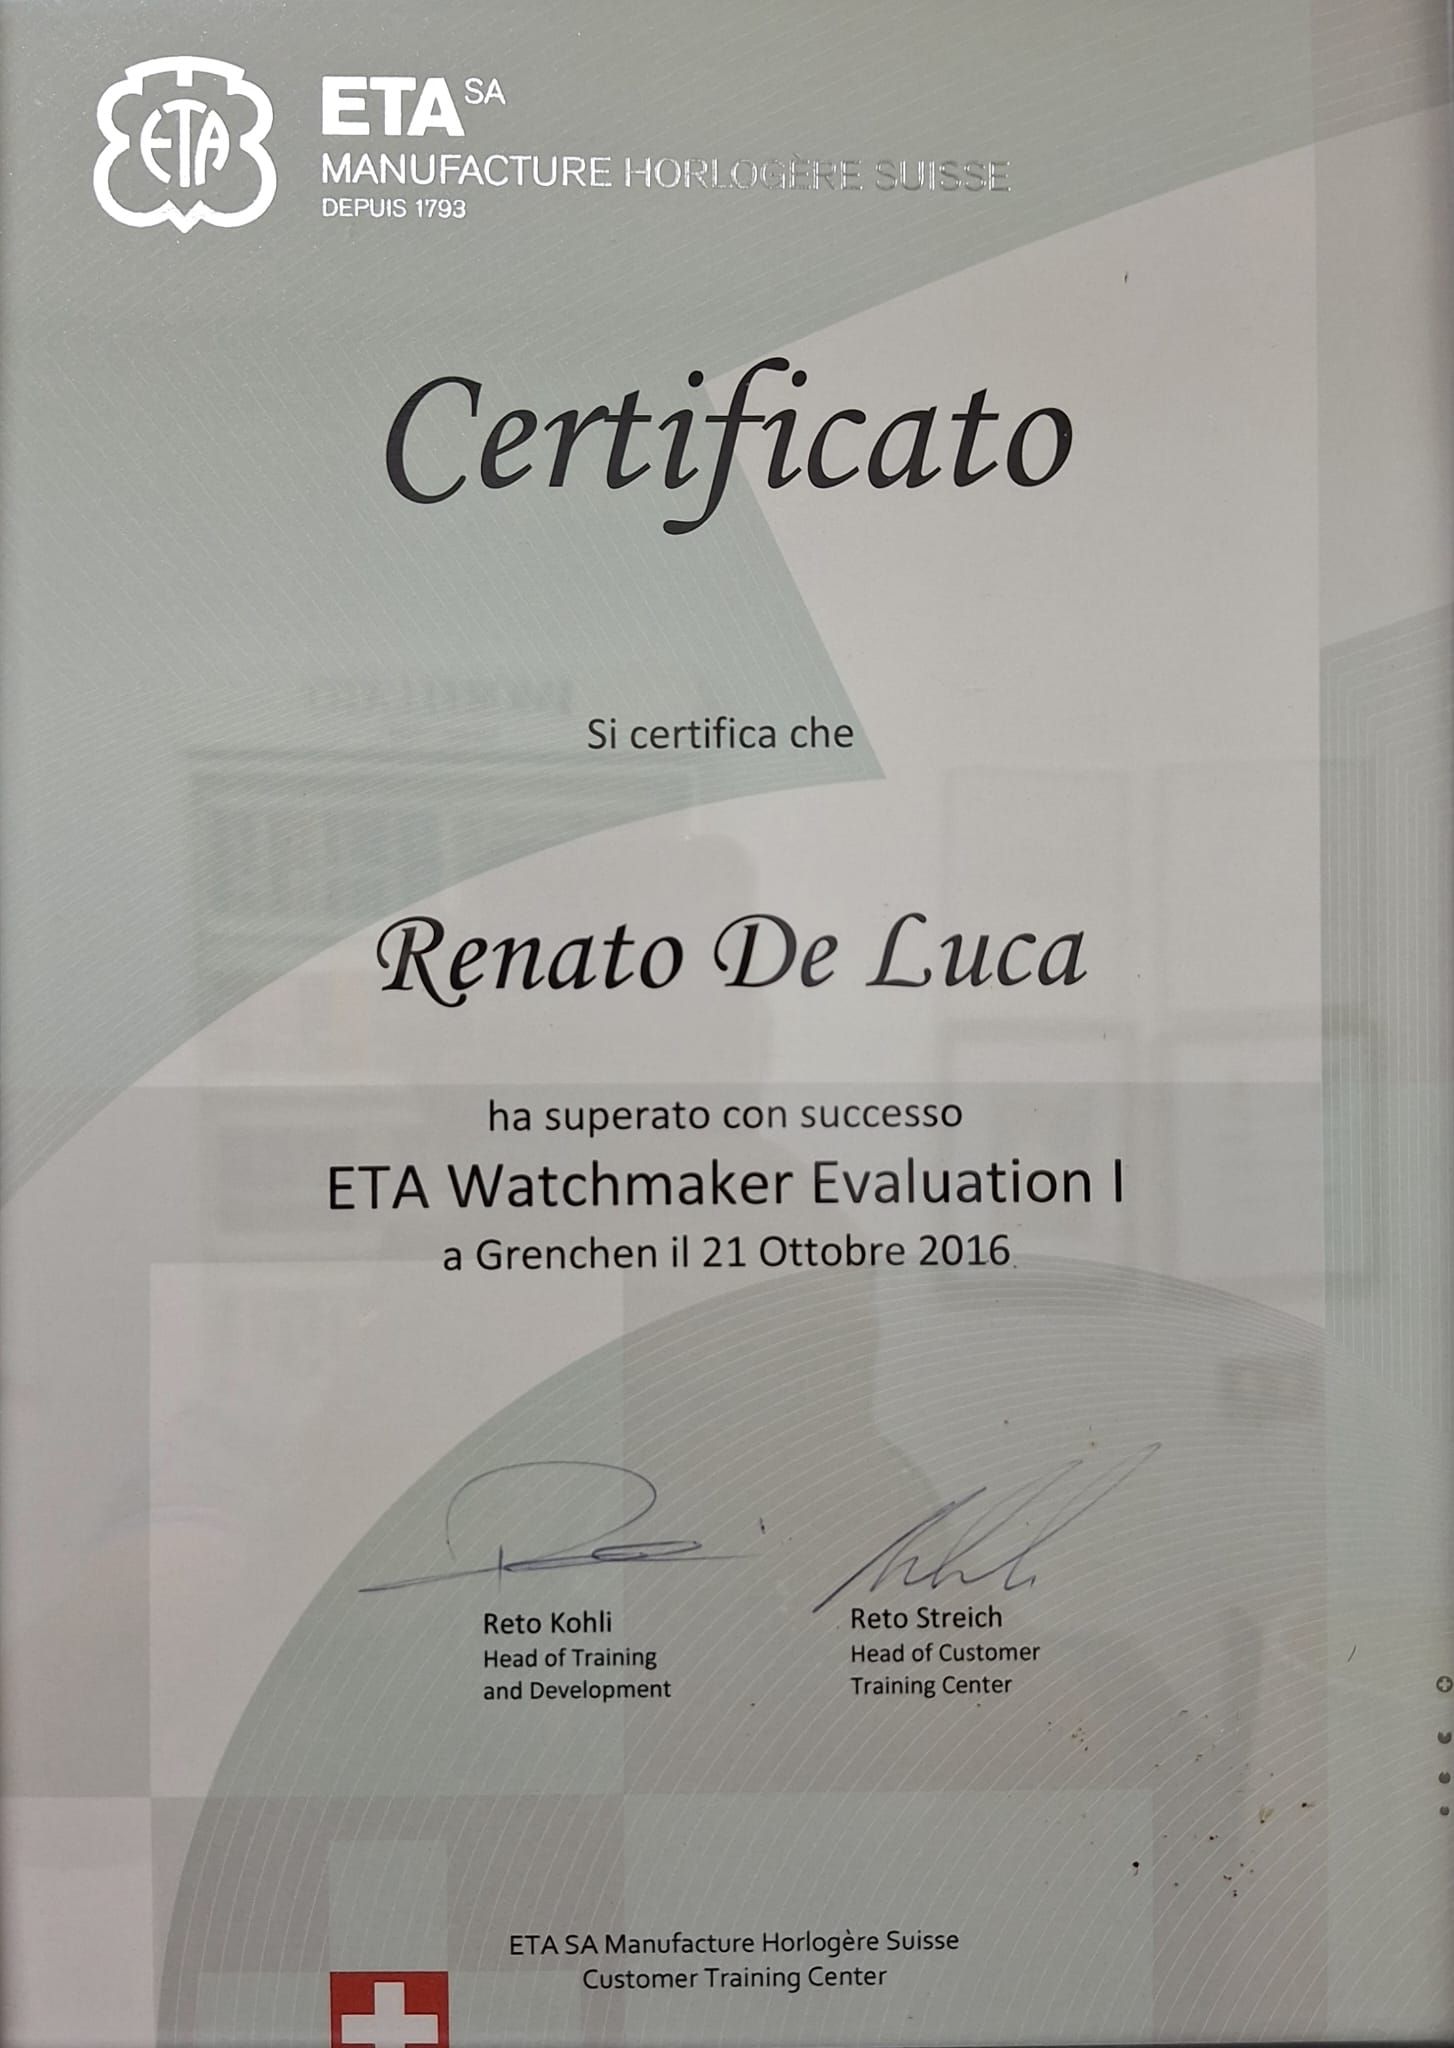 ETA
ETA SA
MANUFACTURE HORLOGÈRE SUISSE
DEPUIS 1793
Certificato
Si certifica che
Renato De Luca
ha superato con successo
ETA Watchmaker Evaluation I
a Grenchen il 21 Ottobre 2016
Reto Kohli
Head of Training
and Development
Reto Streich
Head of Customer
Training Center
ETA SA Manufacture Horlogère Suisse
Customer Training Center